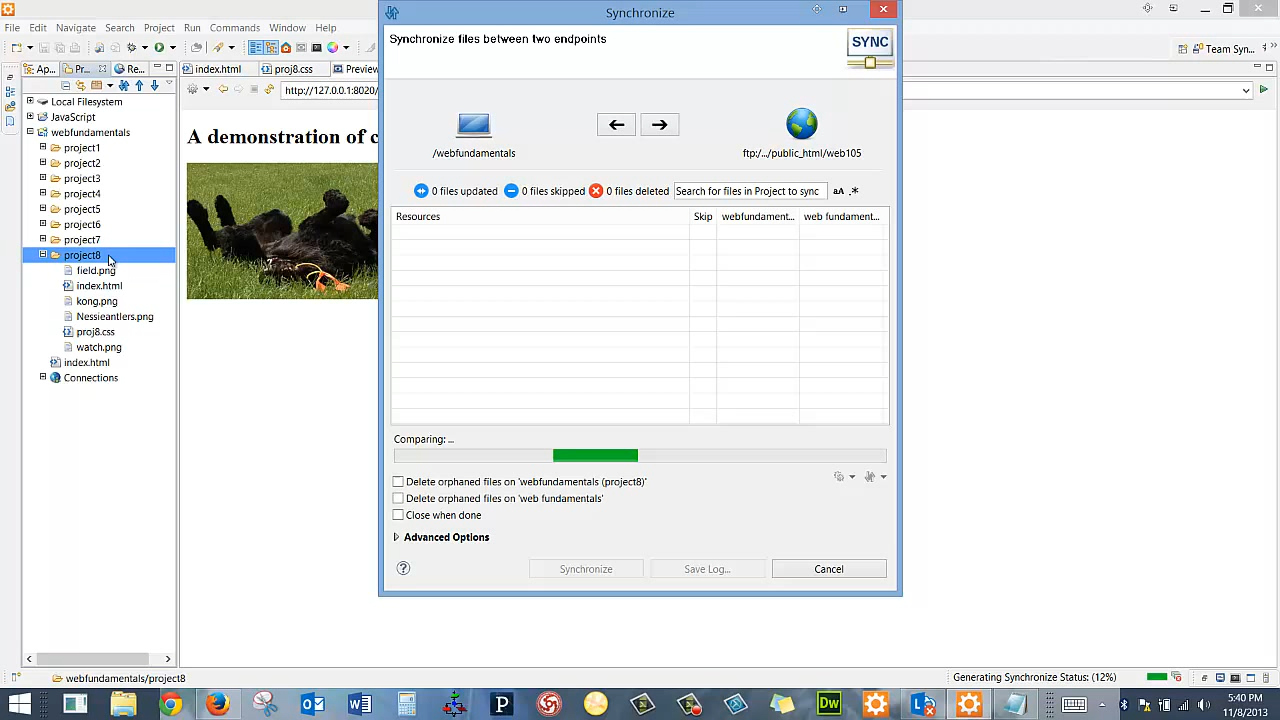 Synchronize
File Edit Navigate Search Project Run Commands Window Help
Synchronize files between two endpoints
SYNC
Team Syn...
Ap... Pr... Re... index.html proj8.css Preview
http://127.0.0.1:8020/
Local Filesystem
JavaScript
webfundamentals
project1
project2
project3
project4
project5
project6
project7
project8
field.png
index.html
kong.png
Nessieantlers.png
proj8.css
watch.png
index.html
Connections
A demonstration of c
/webfundamentals
ftp:/.../public_html/web105
0 files updated 0 files skipped 0 files deleted Search for files in Project to sync aA .*
Resources Skip webfundament... web fundament...
Comparing: ...
Delete orphaned files on 'webfundamentals (project8)'
Delete orphaned files on 'web fundamentals'
Close when done
Advanced Options
Synchronize Save Log... Cancel
webfundamentals/project8
Generating Synchronize Status: (12%)
5:40 PM
11/8/2013